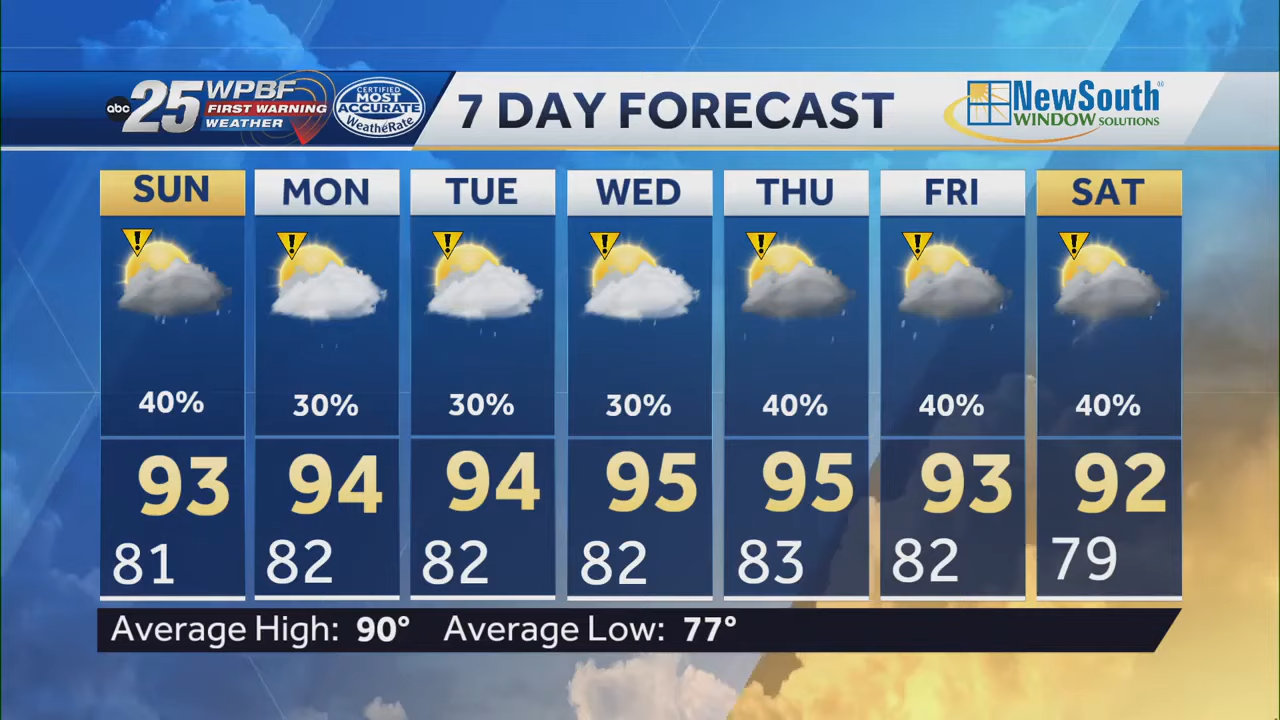 abc 25 WPBF
FIRST WARNING
WEATHER
CERTIFIED
MOST
ACCURATE
WeatheRate
7 DAY FORECAST
NewSouth
WINDOW SOLUTIONS
SUN MON TUE WED THU FRI SAT
! ! ! ! ! ! !
40% 30% 30% 30% 40% 40% 40%
93 94 94 95 95 93 92
81 82 82 82 83 82 79
Average High: 90° Average Low: 77°